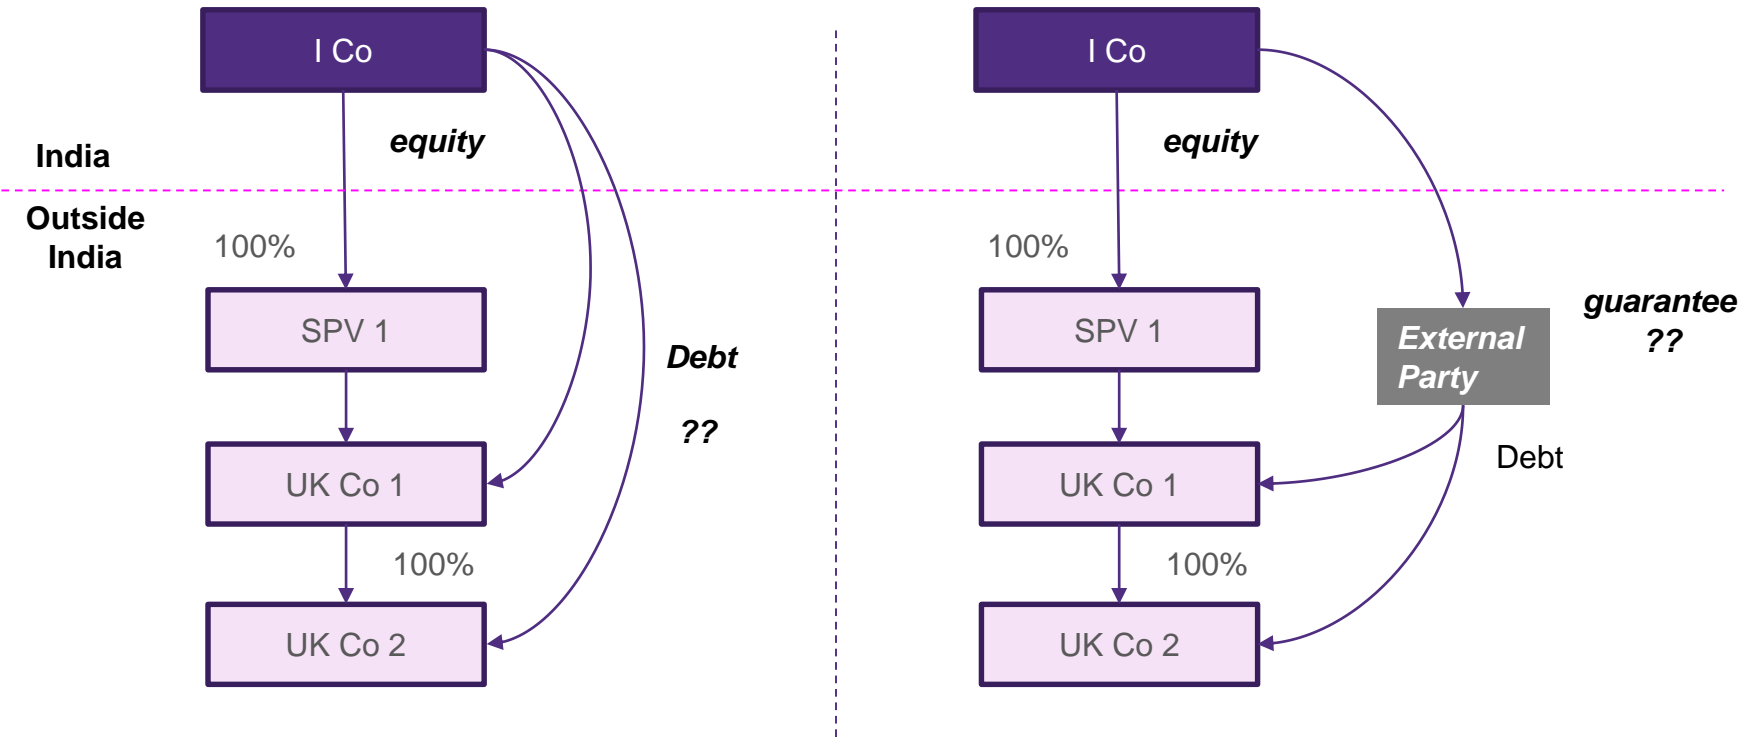 I Co
equity
India
Outside
India
100%
SPV 1
Debt
??
UK Co 1
100%
UK Co 2
I Co
equity
100%
SPV 1
guarantee
??
External
Party
Debt
UK Co 1
100%
UK Co 2